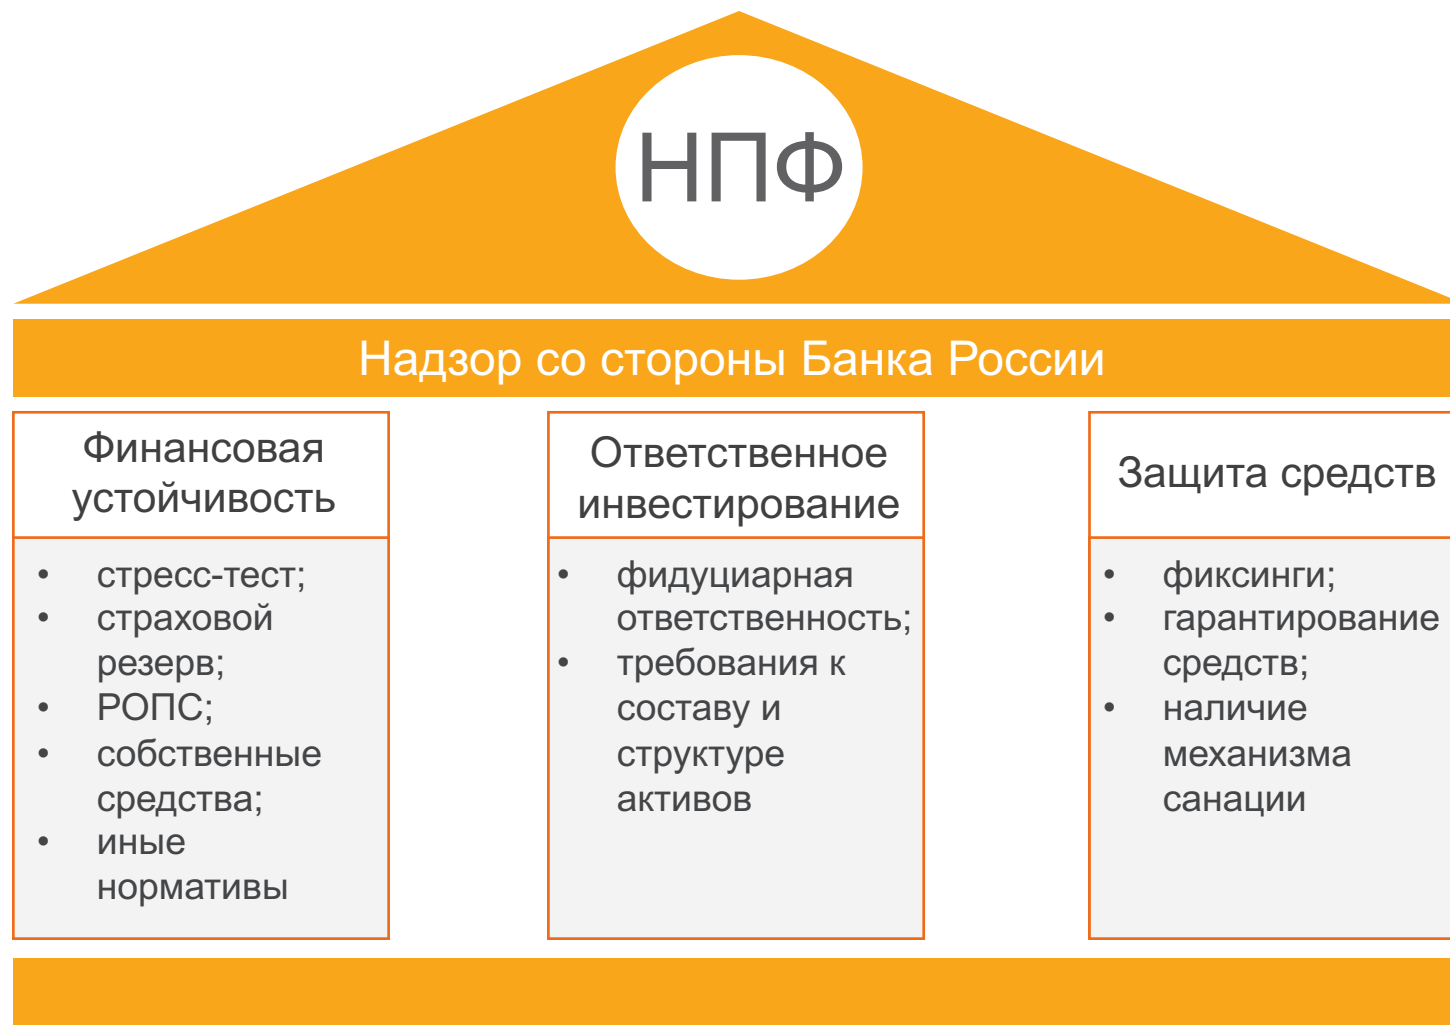 НПФ
Надзор со стороны Банка России
Финансовая
устойчивость
• стресс-тест;
• страховой
резерв;
• РОПС;
• собственные
средства;
• иные
нормативы
Ответственное
инвестирование
• фидуциарная
ответственность;
• требования к
составу и
структуре
активов
Защита средств
• фиксинги;
• гарантирование
средств;
• наличие
механизма
санации